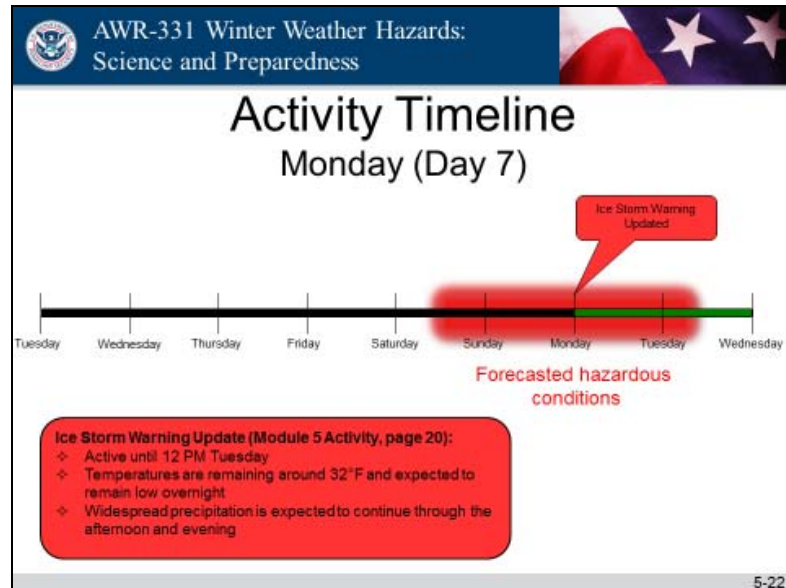 AWR-331 Winter Weather Hazards:
Science and Preparedness
Activity Timeline
Monday (Day 7)
Ice Storm Warning
Updated
Tuesday Wednesday Thursday Friday Saturday Sunday Monday Tuesday Wednesday
Forecasted hazardous
conditions
Ice Storm Warning Update (Module 5 Activity, page 20):
Active until 12 PM Tuesday
Temperatures are remaining around 32°F and expected to
remain low overnight
Widespread precipitation is expected to continue through the
afternoon and evening
5-22